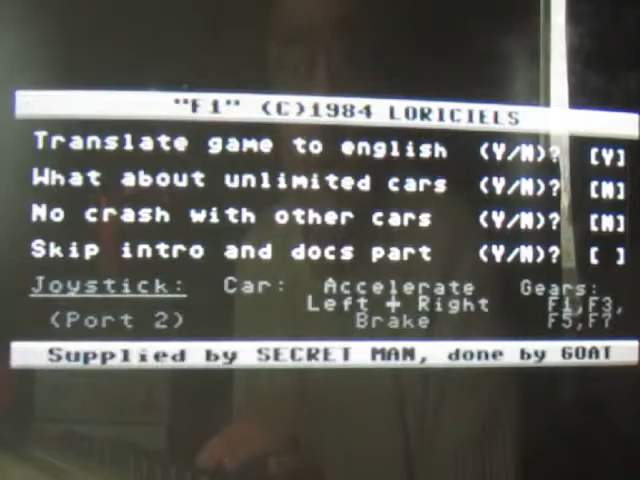 "F1" (C)1984 LORICIELS
Translate game to english (Y/N)? [Y]
What about unlimited cars (Y/N)? [N]
No crash with other cars (Y/N)? [N]
Skip intro and docs part (Y/N)? [ ]
Joystick: Car: Accelerate Gears:
Left + Right F1,F3,
(Port 2) Brake F5,F7
Supplied by SECRET MAN, done by GOAT